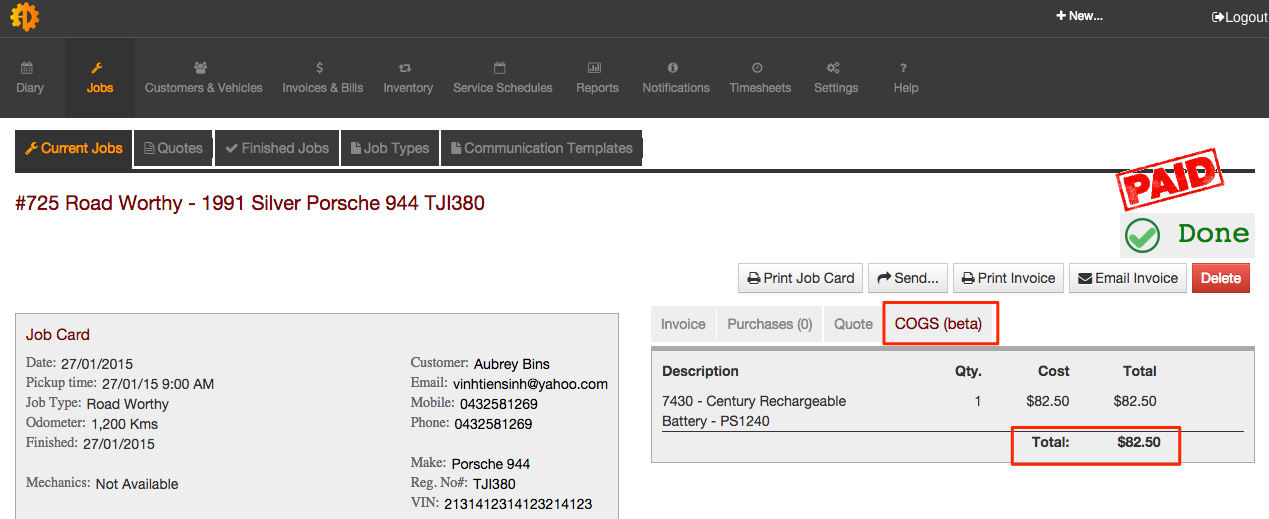 + New...
Logout
Diary
Jobs
Customers & Vehicles
Invoices & Bills
Inventory
Service Schedules
Reports
Notifications
Timesheets
Settings
? Help
Current Jobs
Quotes
Finished Jobs
Job Types
Communication Templates
PAID
#725 Road Worthy - 1991 Silver Porsche 944 TJI380
Done
Print Job Card
Send...
Print Invoice
Email Invoice
Delete
Job Card
Date: 27/01/2015
Pickup time: 27/01/15 9:00 AM
Job Type: Road Worthy
Odometer: 1,200 Kms
Finished: 27/01/2015
Mechanics: Not Available
Customer: Aubrey Bins
Email: vinhtiensinh@yahoo.com
Mobile: 0432581269
Phone: 0432581269
Make: Porsche 944
Reg. No#: TJI380
VIN: 2131412314123214123
Invoice
Purchases (0)
Quote
COGS (beta)
Description Qty. Cost Total
7430 - Century Rechargeable 1 $82.50 $82.50
Battery - PS1240
Total: $82.50